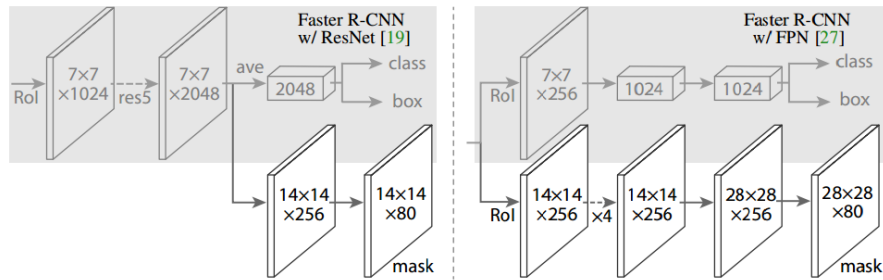 Faster R-CNN
w/ ResNet [19]
RoI
7×7
×1024
res5
7×7
×2048
ave
2048
class
box
14×14
×256
14×14
×80
mask
Faster R-CNN
w/ FPN [27]
RoI
7×7
×256
1024
1024
class
box
RoI
14×14
×256
×4
14×14
×256
28×28
×256
28×28
×80
mask